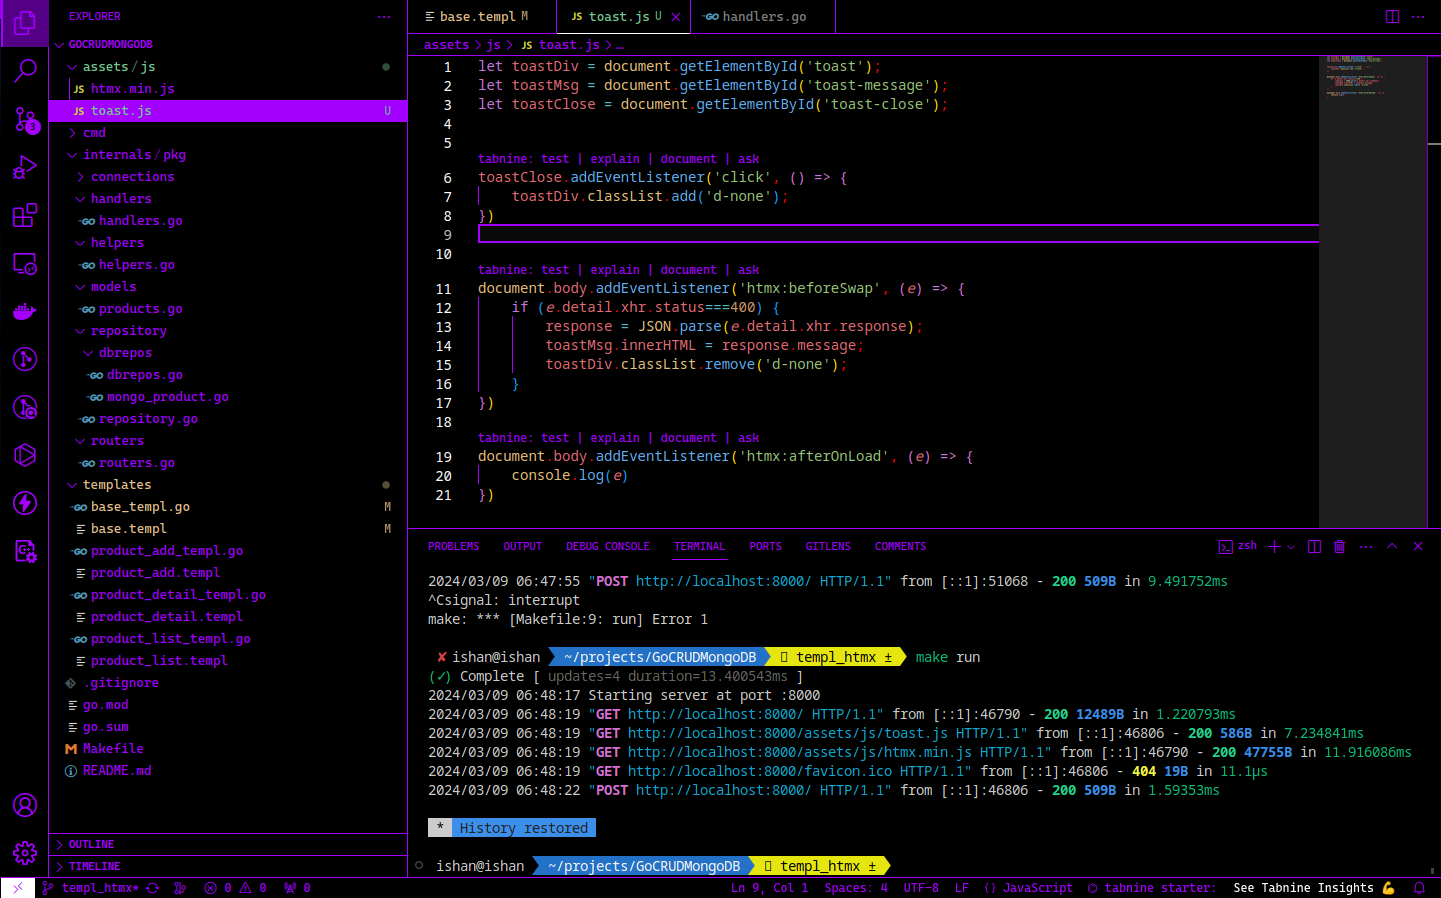 EXPLORER
GOCRUDMONGODB
assets/js
JS htmx.min.js
JS toast.js U
cmd
internals/pkg
connections
handlers
GO handlers.go
helpers
GO helpers.go
models
GO products.go
repository
dbrepos
GO dbrepos.go
GO mongo_product.go
GO repository.go
routers
GO routers.go
templates
GO base_templ.go M
base.templ M
GO product_add_templ.go
product_add.templ
GO product_detail_templ.go
product_detail.templ
GO product_list_templ.go
product_list.templ
.gitignore
go.mod
go.sum
Makefile
README.md
OUTLINE
TIMELINE
3
base.templ M
JS toast.js U
GO handlers.go
assets > js > JS toast.js > ...
1 let toastDiv = document.getElementById('toast');
2 let toastMsg = document.getElementById('toast-message');
3 let toastClose = document.getElementById('toast-close');
4
5
tabnine: test | explain | document | ask
6 toastClose.addEventListener('click', () => {
7 toastDiv.classList.add('d-none');
8 })
9
10
tabnine: test | explain | document | ask
11 document.body.addEventListener('htmx:beforeSwap', (e) => {
12 if (e.detail.xhr.status===400) {
13 response = JSON.parse(e.detail.xhr.response);
14 toastMsg.innerHTML = response.message;
15 toastDiv.classList.remove('d-none');
16 }
17 })
18
tabnine: test | explain | document | ask
19 document.body.addEventListener('htmx:afterOnLoad', (e) => {
20 console.log(e)
21 })
PROBLEMS OUTPUT DEBUG CONSOLE TERMINAL PORTS GITLENS COMMENTS zsh
2024/03/09 06:47:55 "POST http://localhost:8000/ HTTP/1.1" from [::1]:51068 - 200 509B in 9.491752ms
^Csignal: interrupt
make: *** [Makefile:9: run] Error 1
✘ ishan@ishan ~/projects/GoCRUDMongoDB templ_htmx ± make run
(✓) Complete [ updates=4 duration=13.400543ms ]
2024/03/09 06:48:17 Starting server at port :8000
2024/03/09 06:48:19 "GET http://localhost:8000/ HTTP/1.1" from [::1]:46790 - 200 12489B in 1.220793ms
2024/03/09 06:48:19 "GET http://localhost:8000/assets/js/toast.js HTTP/1.1" from [::1]:46806 - 200 586B in 7.234841ms
2024/03/09 06:48:19 "GET http://localhost:8000/assets/js/htmx.min.js HTTP/1.1" from [::1]:46790 - 200 47755B in 11.916086ms
2024/03/09 06:48:19 "GET http://localhost:8000/favicon.ico HTTP/1.1" from [::1]:46806 - 404 19B in 11.1µs
2024/03/09 06:48:22 "POST http://localhost:8000/ HTTP/1.1" from [::1]:46806 - 200 509B in 1.59353ms
* History restored
ishan@ishan ~/projects/GoCRUDMongoDB templ_htmx ±
templ_htmx* 0 0 0 Ln 9, Col 1 Spaces: 4 UTF-8 LF {} JavaScript tabnine starter: See Tabnine Insights 💪